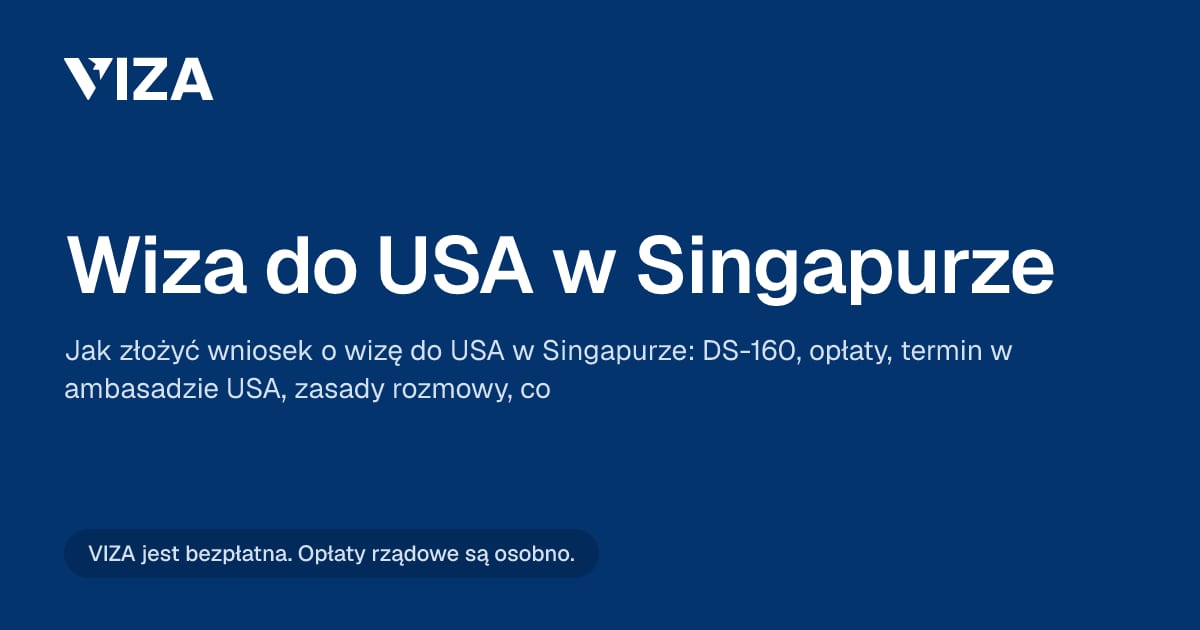 VIZA
Wiza do USA w Singapurze
Jak złożyć wniosek o wizę do USA w Singapurze: DS-160, opłaty, termin w
ambasadzie USA, zasady rozmowy, co
VIZA jest bezpłatna. Opłaty rządowe są osobno.